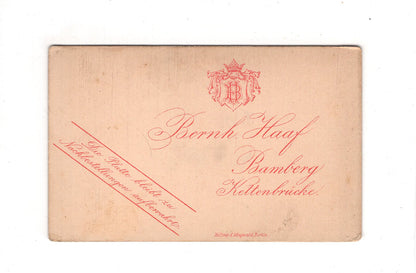 B
Bernh. Haaf
Bamberg
Kettenbrücke.
Die Platte bleibt zu
Nachbestellungen aufbewahrt.